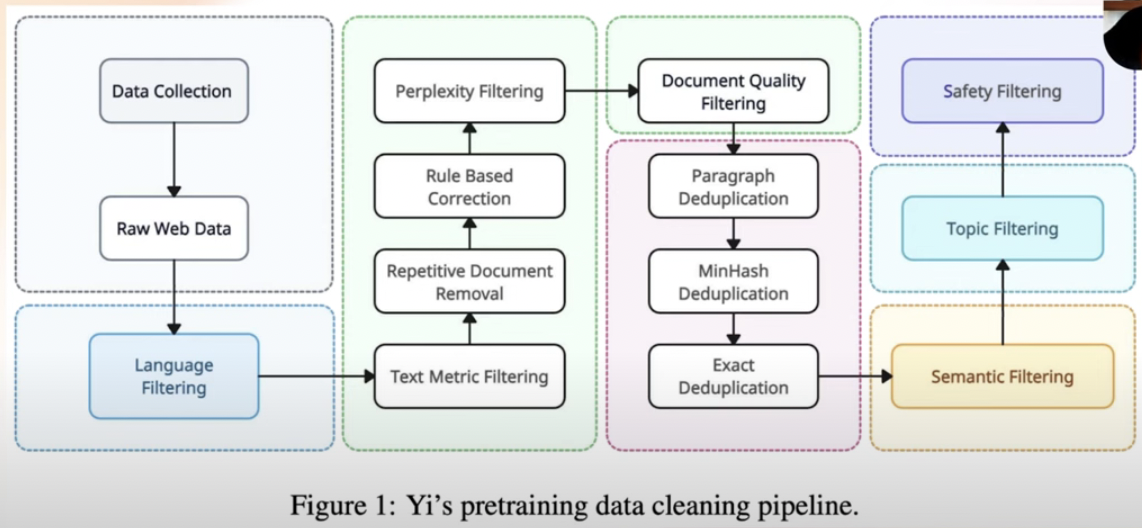 Data Collection
Raw Web Data
Language
Filtering
Text Metric Filtering
Repetitive Document
Removal
Rule Based
Correction
Perplexity Filtering
Document Quality
Filtering
Paragraph
Deduplication
MinHash
Deduplication
Exact
Deduplication
Semantic Filtering
Topic Filtering
Safety Filtering
Figure 1: Yi's pretraining data cleaning pipeline.